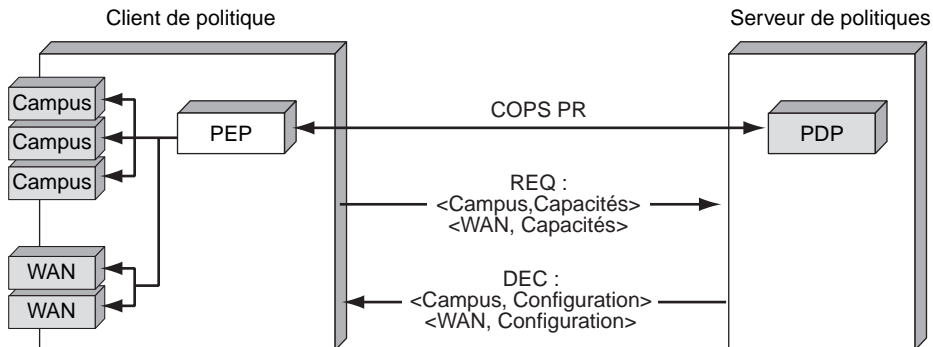 Client de politique
Serveur de politiques
Campus
Campus
Campus
PEP
COPS PR
PDP
REQ :
<Campus,Capacités>
<WAN, Capacités>
WAN
WAN
DEC :
<Campus, Configuration>
<WAN, Configuration>